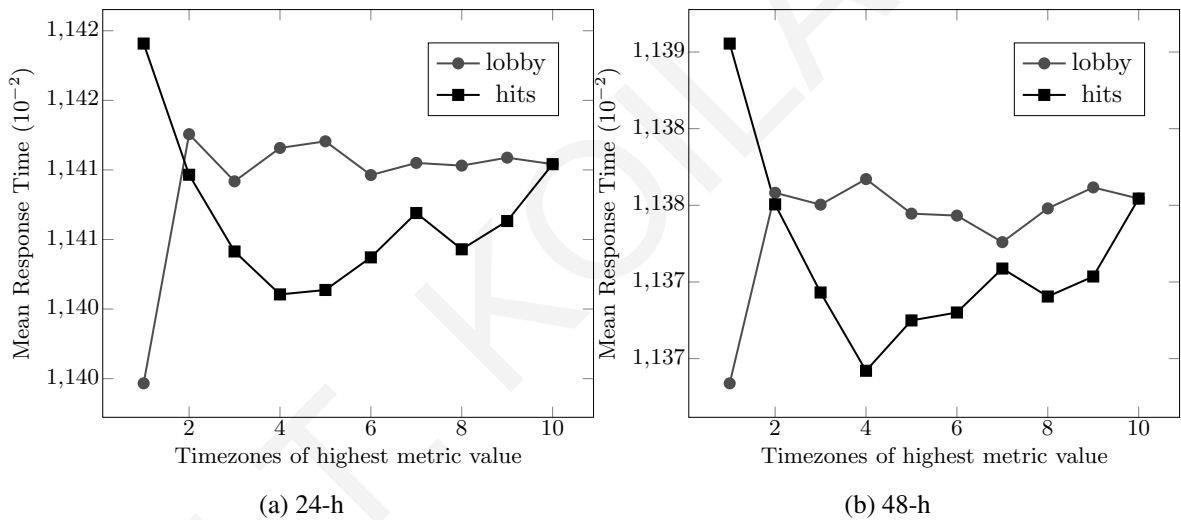 1,142
1,142
1,141
1,141
1,140
1,140
Mean Response Time (10⁻²)
lobby
hits
2 4 6 8 10
Timezones of highest metric value
(a) 24-h
1,139
1,138
1,138
1,137
1,137
Mean Response Time (10⁻²)
lobby
hits
2 4 6 8 10
Timezones of highest metric value
(b) 48-h